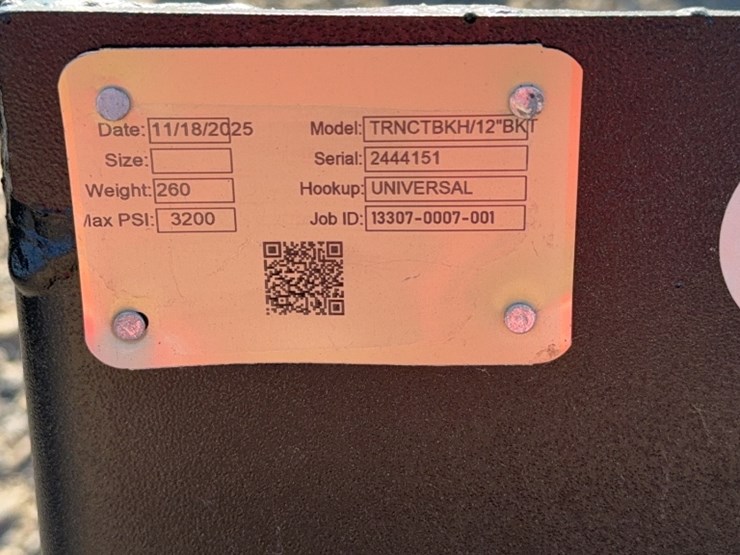 Date: 11/18/2025 Model: TRNCTBKH/12"BKT
Size: Serial: 2444151
Weight: 260 Hookup: UNIVERSAL
Max PSI: 3200 Job ID: 13307-0007-001